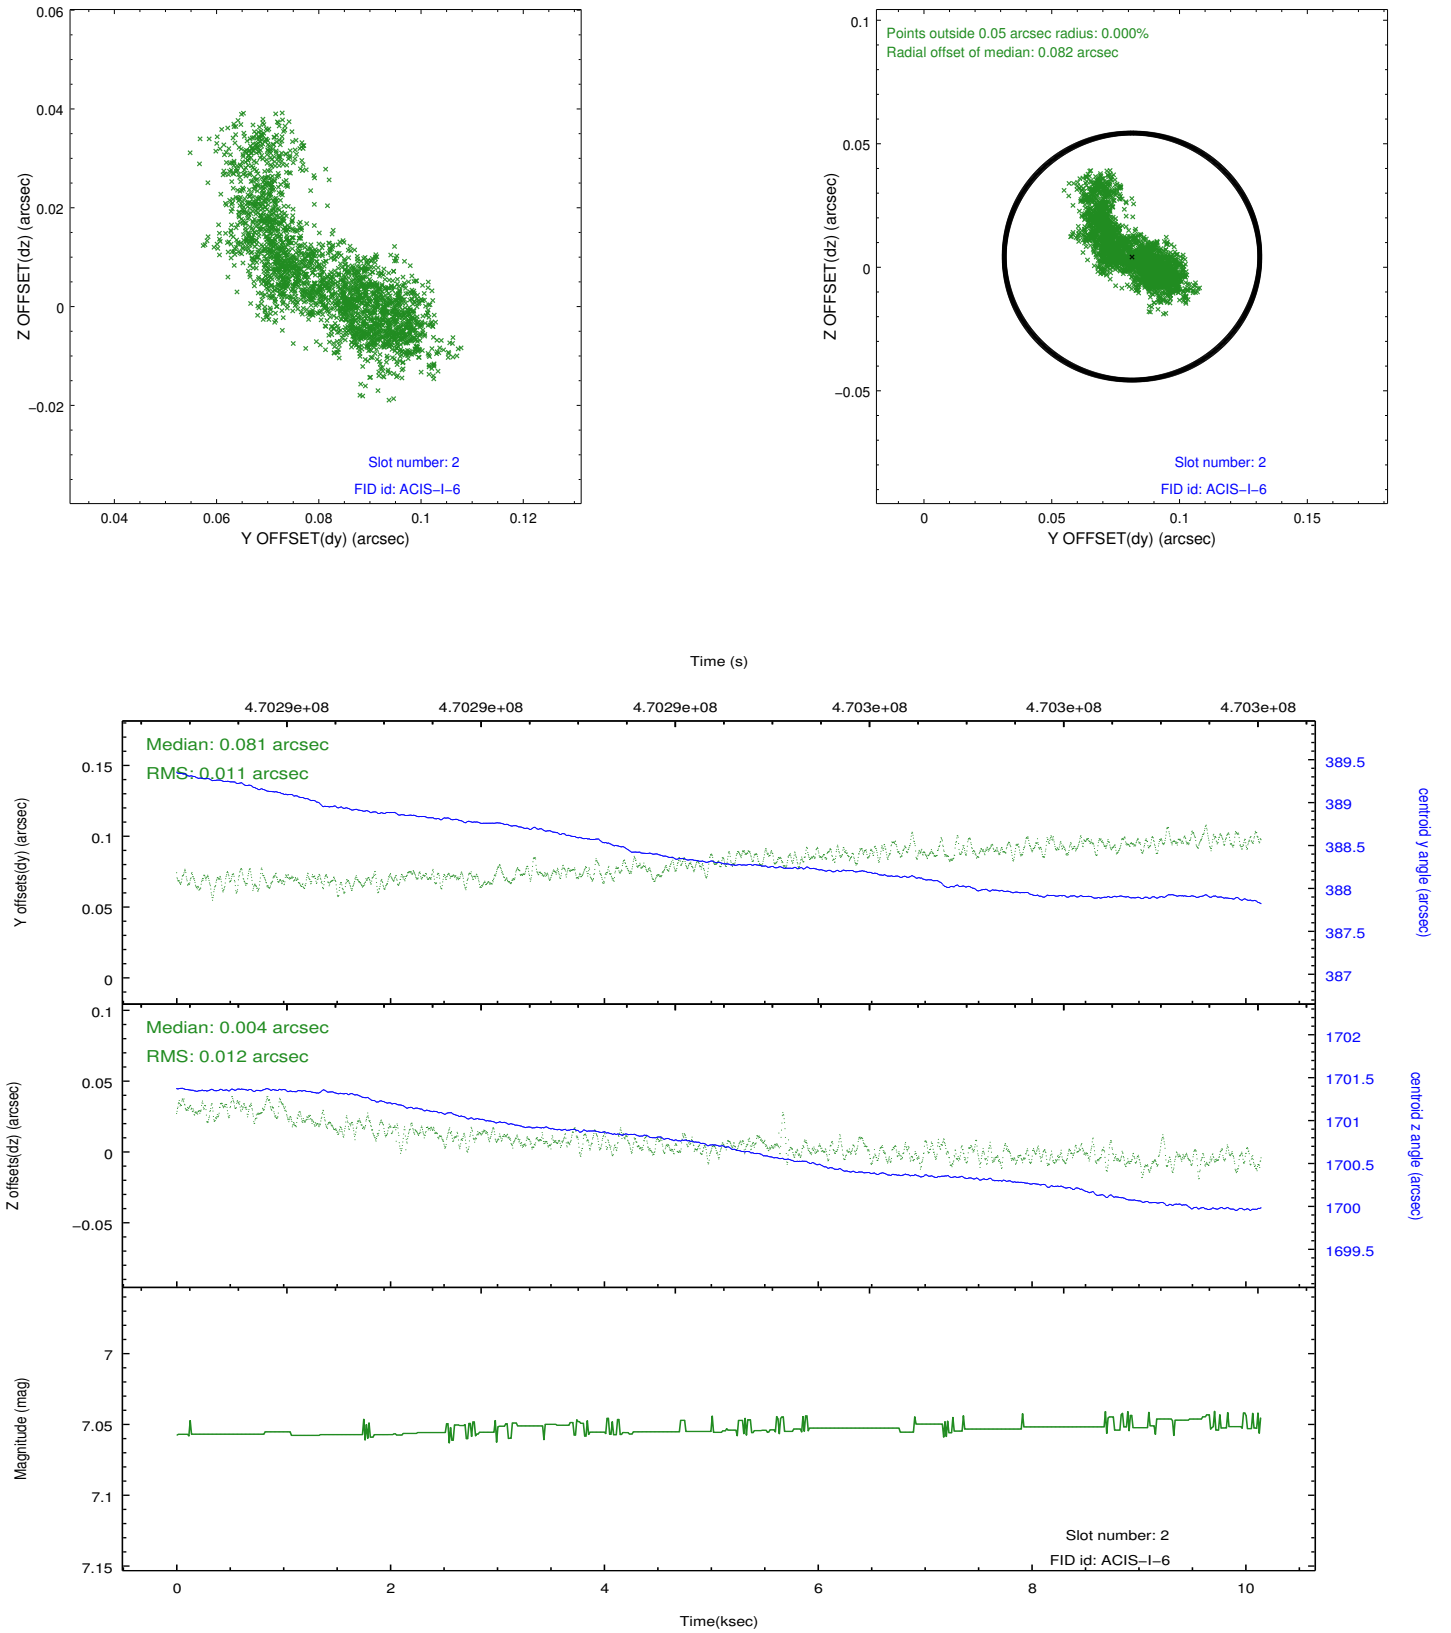 0.06
0.04
0.02
0
−0.02
Z OFFSET(dz) (arcsec)
Slot number: 2
FID id: ACIS−I−6
0.04 0.06 0.08 0.1 0.12
Y OFFSET(dy) (arcsec)
0.1
0.05
0
−0.05
Z OFFSET(dz) (arcsec)
Points outside 0.05 arcsec radius: 0.000%
Radial offset of median: 0.082 arcsec
Slot number: 2
FID id: ACIS−I−6
0 0.05 0.1 0.15
Y OFFSET(dy) (arcsec)
Time (s)
4.7029e+08 4.7029e+08 4.7029e+08 4.703e+08 4.703e+08 4.703e+08
Median: 0.081 arcsec
RMS: 0.011 arcsec
0.15
0.1
0.05
0
Y offsets(dy) (arcsec)
389.5
389
388.5
388
387.5
387
centroid y angle (arcsec)
Median: 0.004 arcsec
RMS: 0.012 arcsec
0.1
0.05
0
−0.05
Z offsets(dz) (arcsec)
1702
1701.5
1701
1700.5
1700
1699.5
centroid z angle (arcsec)
7
7.05
7.1
7.15
Magnitude (mag)
Slot number: 2
FID id: ACIS−I−6
0 2 4 6 8 10
Time(ksec)